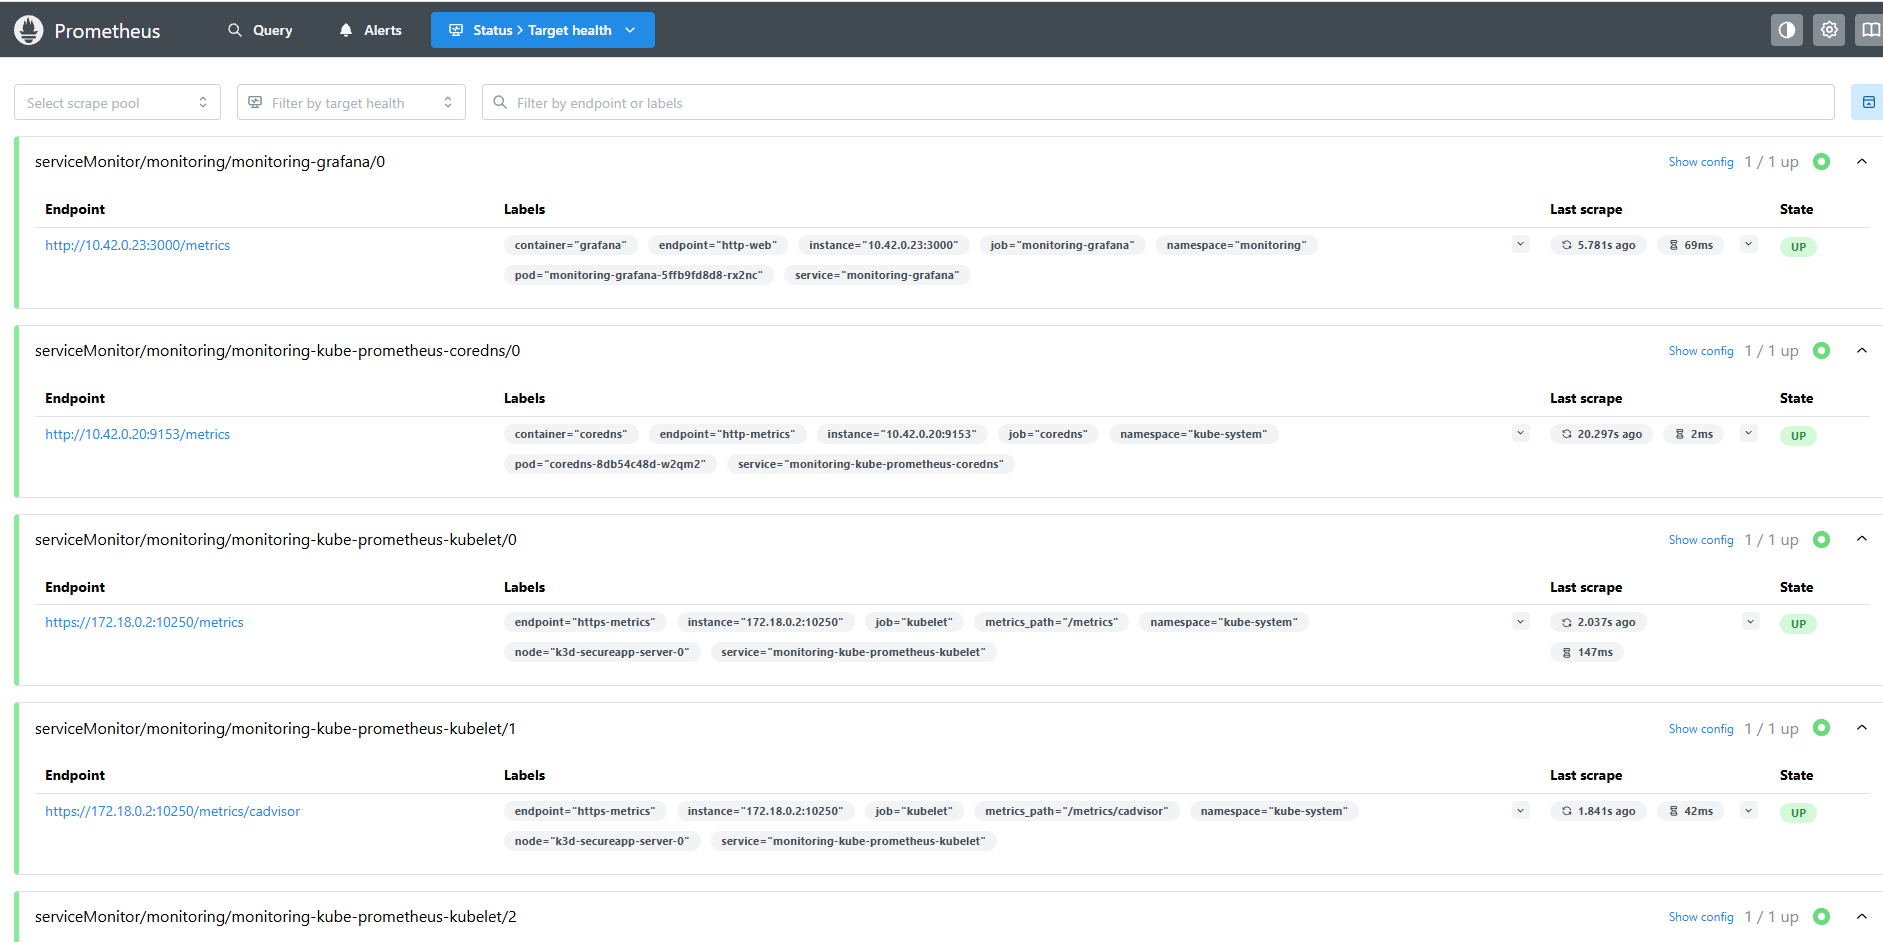 Prometheus Query Alerts Status > Target health
Select scrape pool Filter by target health Filter by endpoint or labels
serviceMonitor/monitoring/monitoring-grafana/0 Show config 1 / 1 up
Endpoint Labels Last scrape State
http://10.42.0.23:3000/metrics container="grafana" endpoint="http-web" instance="10.42.0.23:3000" job="monitoring-grafana" namespace="monitoring" 5.781s ago 69ms UP
pod="monitoring-grafana-5ffb9fd8d8-rx2nc" service="monitoring-grafana"
serviceMonitor/monitoring/monitoring-kube-prometheus-coredns/0 Show config 1 / 1 up
Endpoint Labels Last scrape State
http://10.42.0.20:9153/metrics container="coredns" endpoint="http-metrics" instance="10.42.0.20:9153" job="coredns" namespace="kube-system" 20.297s ago 2ms UP
pod="coredns-8db54c48d-w2qm2" service="monitoring-kube-prometheus-coredns"
serviceMonitor/monitoring/monitoring-kube-prometheus-kubelet/0 Show config 1 / 1 up
Endpoint Labels Last scrape State
https://172.18.0.2:10250/metrics endpoint="https-metrics" instance="172.18.0.2:10250" job="kubelet" metrics_path="/metrics" namespace="kube-system" 2.037s ago UP
node="k3d-secureapp-server-0" service="monitoring-kube-prometheus-kubelet" 147ms
serviceMonitor/monitoring/monitoring-kube-prometheus-kubelet/1 Show config 1 / 1 up
Endpoint Labels Last scrape State
https://172.18.0.2:10250/metrics/cadvisor endpoint="https-metrics" instance="172.18.0.2:10250" job="kubelet" metrics_path="/metrics/cadvisor" namespace="kube-system" 1.841s ago 42ms UP
node="k3d-secureapp-server-0" service="monitoring-kube-prometheus-kubelet"
serviceMonitor/monitoring/monitoring-kube-prometheus-kubelet/2 Show config 1 / 1 up